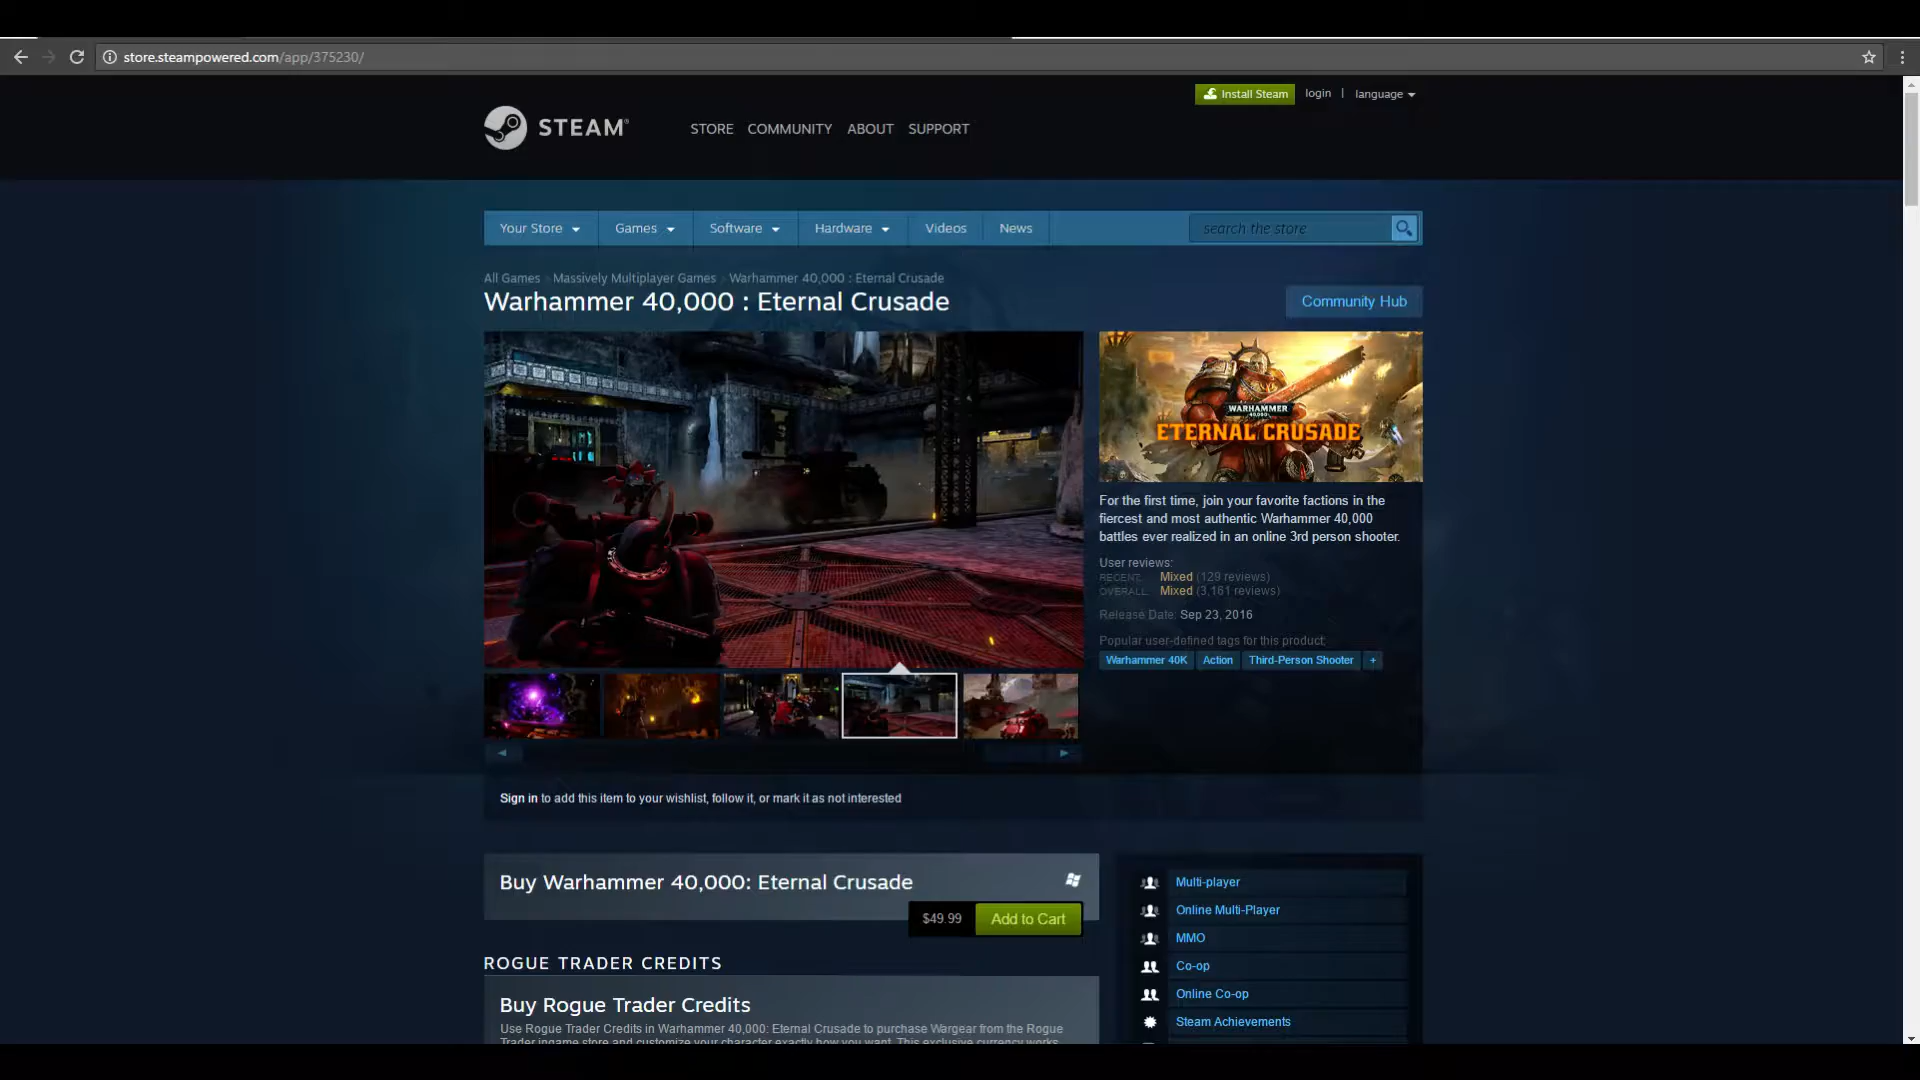 store.steampowered.com/app/375230/
Install Steam login | language
STEAM®
STORE COMMUNITY ABOUT SUPPORT
Your Store Games Software Hardware Videos News search the store
All Games Massively Multiplayer Games Warhammer 40,000 : Eternal Crusade
Warhammer 40,000 : Eternal Crusade
Community Hub
WARHAMMER
40,000
ETERNAL CRUSADE
For the first time, join your favorite factions in the
fiercest and most authentic Warhammer 40,000
battles ever realized in an online 3rd person shooter.
User reviews:
RECENT: Mixed (129 reviews)
OVERALL: Mixed (3,161 reviews)
Release Date: Sep 23, 2016
Popular user-defined tags for this product:
Warhammer 40K Action Third-Person Shooter +
Sign in to add this item to your wishlist, follow it, or mark it as not interested
Buy Warhammer 40,000: Eternal Crusade
$49.99 Add to Cart
ROGUE TRADER CREDITS
Buy Rogue Trader Credits
Use Rogue Trader Credits in Warhammer 40,000: Eternal Crusade to purchase Wargear from the Rogue
Trader ingame store and customize your character exactly how you want. This exclusive currency works
Multi-player
Online Multi-Player
MMO
Co-op
Online Co-op
Steam Achievements